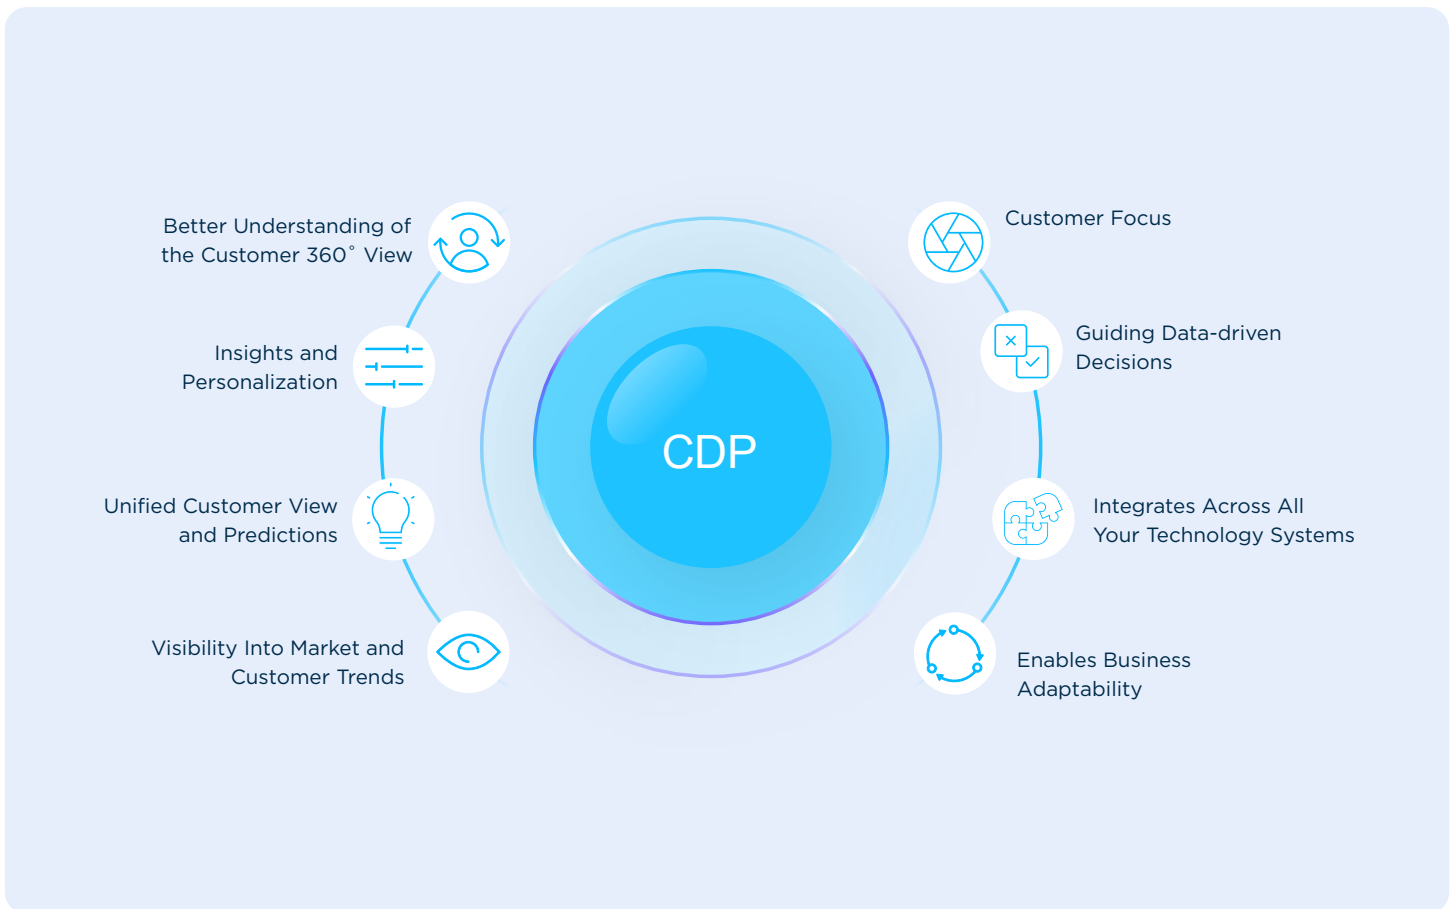 Better Understanding of
the Customer 360˚ View
Insights and
Personalization
Unified Customer View
and Predictions
Visibility Into Market and
Customer Trends
CDP
Customer Focus
Guiding Data-driven
Decisions
Integrates Across All
Your Technology Systems
Enables Business
Adaptability